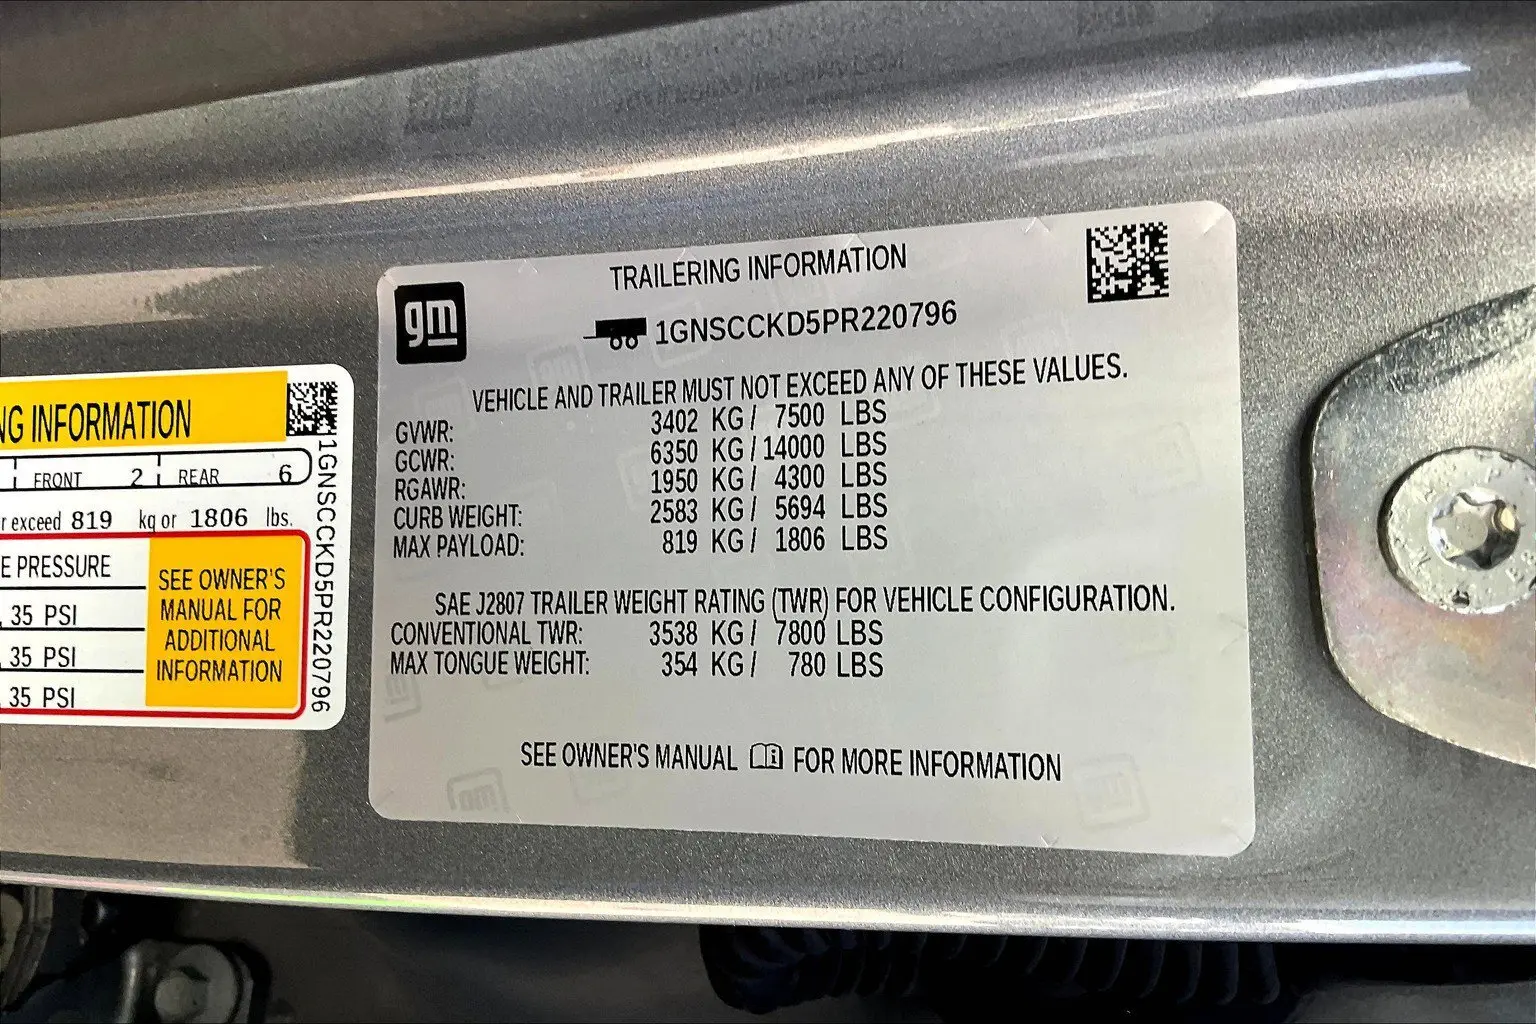 NG INFORMATION
FRONT 2 REAR 6
exceed 819 kg or 1806 lbs.
E PRESSURE
35 PSI
35 PSI
35 PSI
SEE OWNER'S
MANUAL FOR
ADDITIONAL
INFORMATION
1GNSCCKD5PR220796
gm
TRAILERING INFORMATION
1GNSCCKD5PR220796
VEHICLE AND TRAILER MUST NOT EXCEED ANY OF THESE VALUES.
GVWR: 3402 KG/ 7500 LBS
GCWR: 6350 KG/14000 LBS
RGAWR: 1950 KG/ 4300 LBS
CURB WEIGHT: 2583 KG/ 5694 LBS
MAX PAYLOAD: 819 KG/ 1806 LBS
SAE J2807 TRAILER WEIGHT RATING (TWR) FOR VEHICLE CONFIGURATION.
CONVENTIONAL TWR: 3538 KG/ 7800 LBS
MAX TONGUE WEIGHT: 354 KG/ 780 LBS
SEE OWNER'S MANUAL FOR MORE INFORMATION